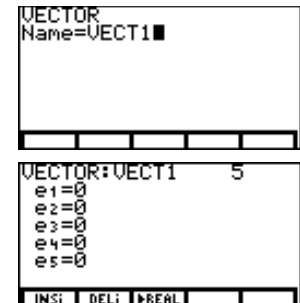 VECTOR
Name=VECT1
VECTOR:VECT1 5
e1=0
e2=0
e3=0
e4=0
e5=0
INSi DELi ▶REAL